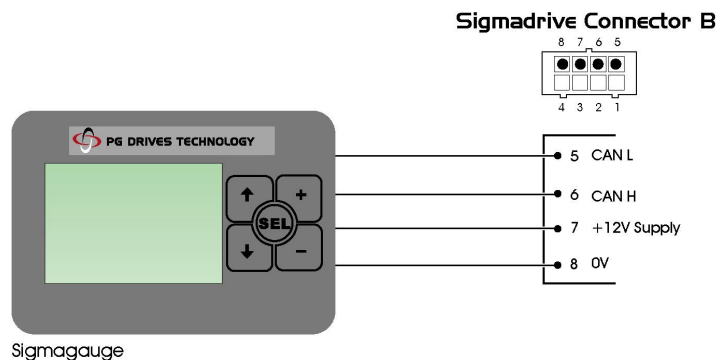 Sigmadrive Connector B
8 7 6 5
4 3 2 1
PG DRIVES TECHNOLOGY
+
SEL
−
5 CAN L
6 CAN H
7 +12V Supply
8 0V
Sigmagauge